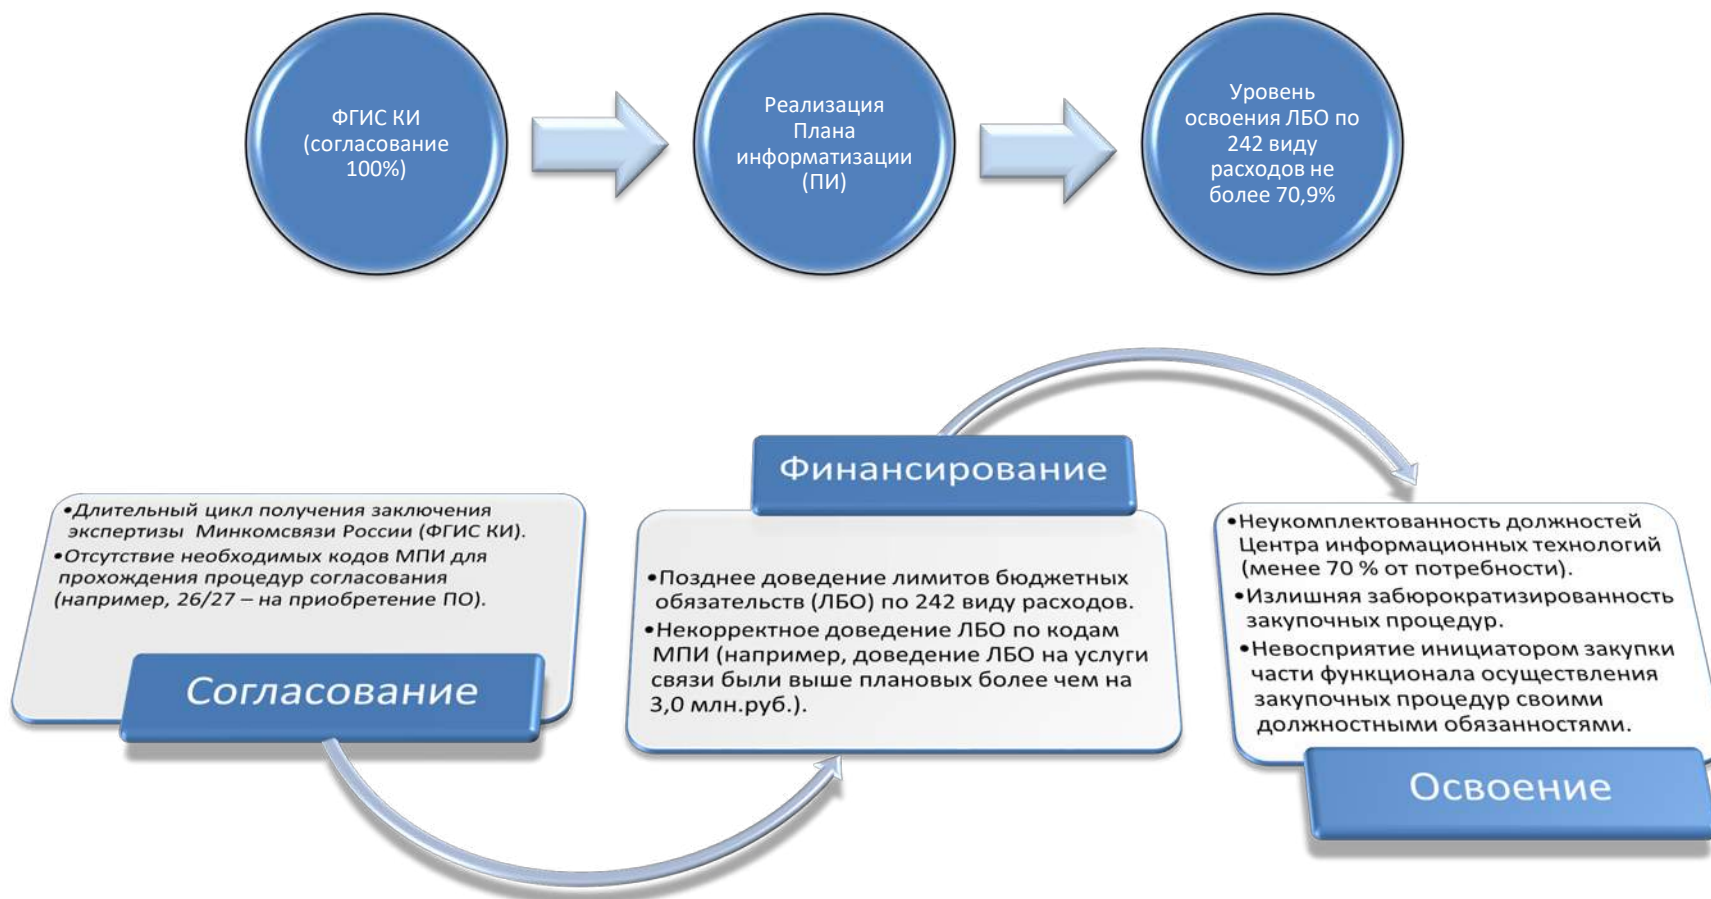 ФГИС КИ
(согласование
100%)
Реализация
Плана
информатизации
(ПИ)
Уровень
освоения ЛБО по
242 виду
расходов не
более 70,9%
•Длительный цикл получения заключения
экспертизы Минкомсвязи России (ФГИС КИ).
•Отсутствие необходимых кодов МПИ для
прохождения процедур согласования
(например, 26/27 – на приобретение ПО).
Согласование
Финансирование
•Позднее доведение лимитов бюджетных
обязательств (ЛБО) по 242 виду расходов.
•Некорректное доведение ЛБО по кодам
МПИ (например, доведение ЛБО на услуги
связи были выше плановых более чем на
3,0 млн.руб.).
•Неукомплектованность должностей
Центра информационных технологий
(менее 70 % от потребности).
•Излишняя забюрократизированность
закупочных процедур.
•Невосприятие инициатором закупки
части функционала осуществления
закупочных процедур своими
должностными обязанностями.
Освоение